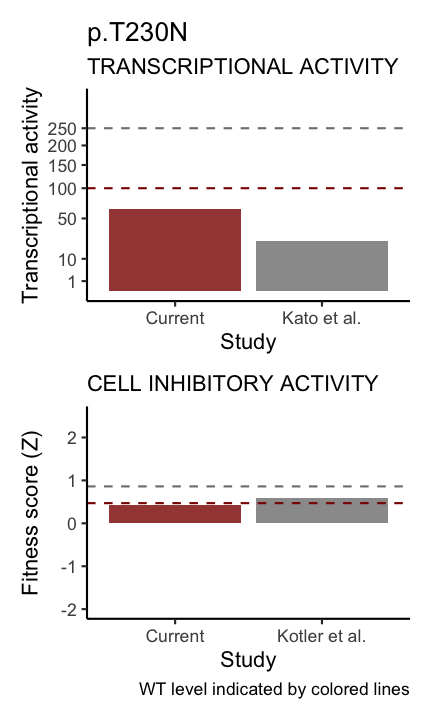 p.T230N
TRANSCRIPTIONAL ACTIVITY
Transcriptional activity
250
200
150
100
50
10
1
Current
Kato et al.
Study
CELL INHIBITORY ACTIVITY
Fitness score (Z)
2
1
0
-1
-2
Current
Kotler et al.
Study
WT level indicated by colored lines